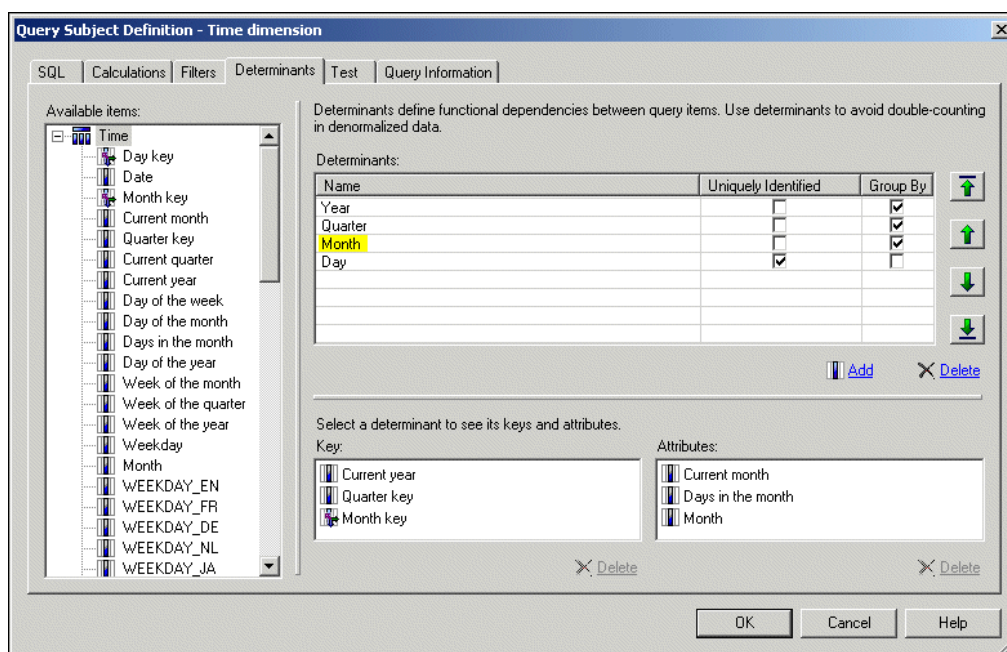 Query Subject Definition - Time dimension
SQL
Calculations
Filters
Determinants
Test
Query Information
Available items:
Time
Day key
Date
Month key
Current month
Quarter key
Current quarter
Current year
Day of the week
Day of the month
Days in the month
Day of the year
Week of the month
Week of the quarter
Week of the year
Weekday
Month
WEEKDAY_EN
WEEKDAY_FR
WEEKDAY_DE
WEEKDAY_NL
WEEKDAY_JA
Determinants define functional dependencies between query items. Use determinants to avoid double-counting
in denormalized data.
Determinants:
Name Uniquely Identified Group By
Year
Quarter
Month
Day
Add Delete
Select a determinant to see its keys and attributes.
Key:
Current year
Quarter key
Month key
Delete
Attributes:
Current month
Days in the month
Month
Delete
OK Cancel Help